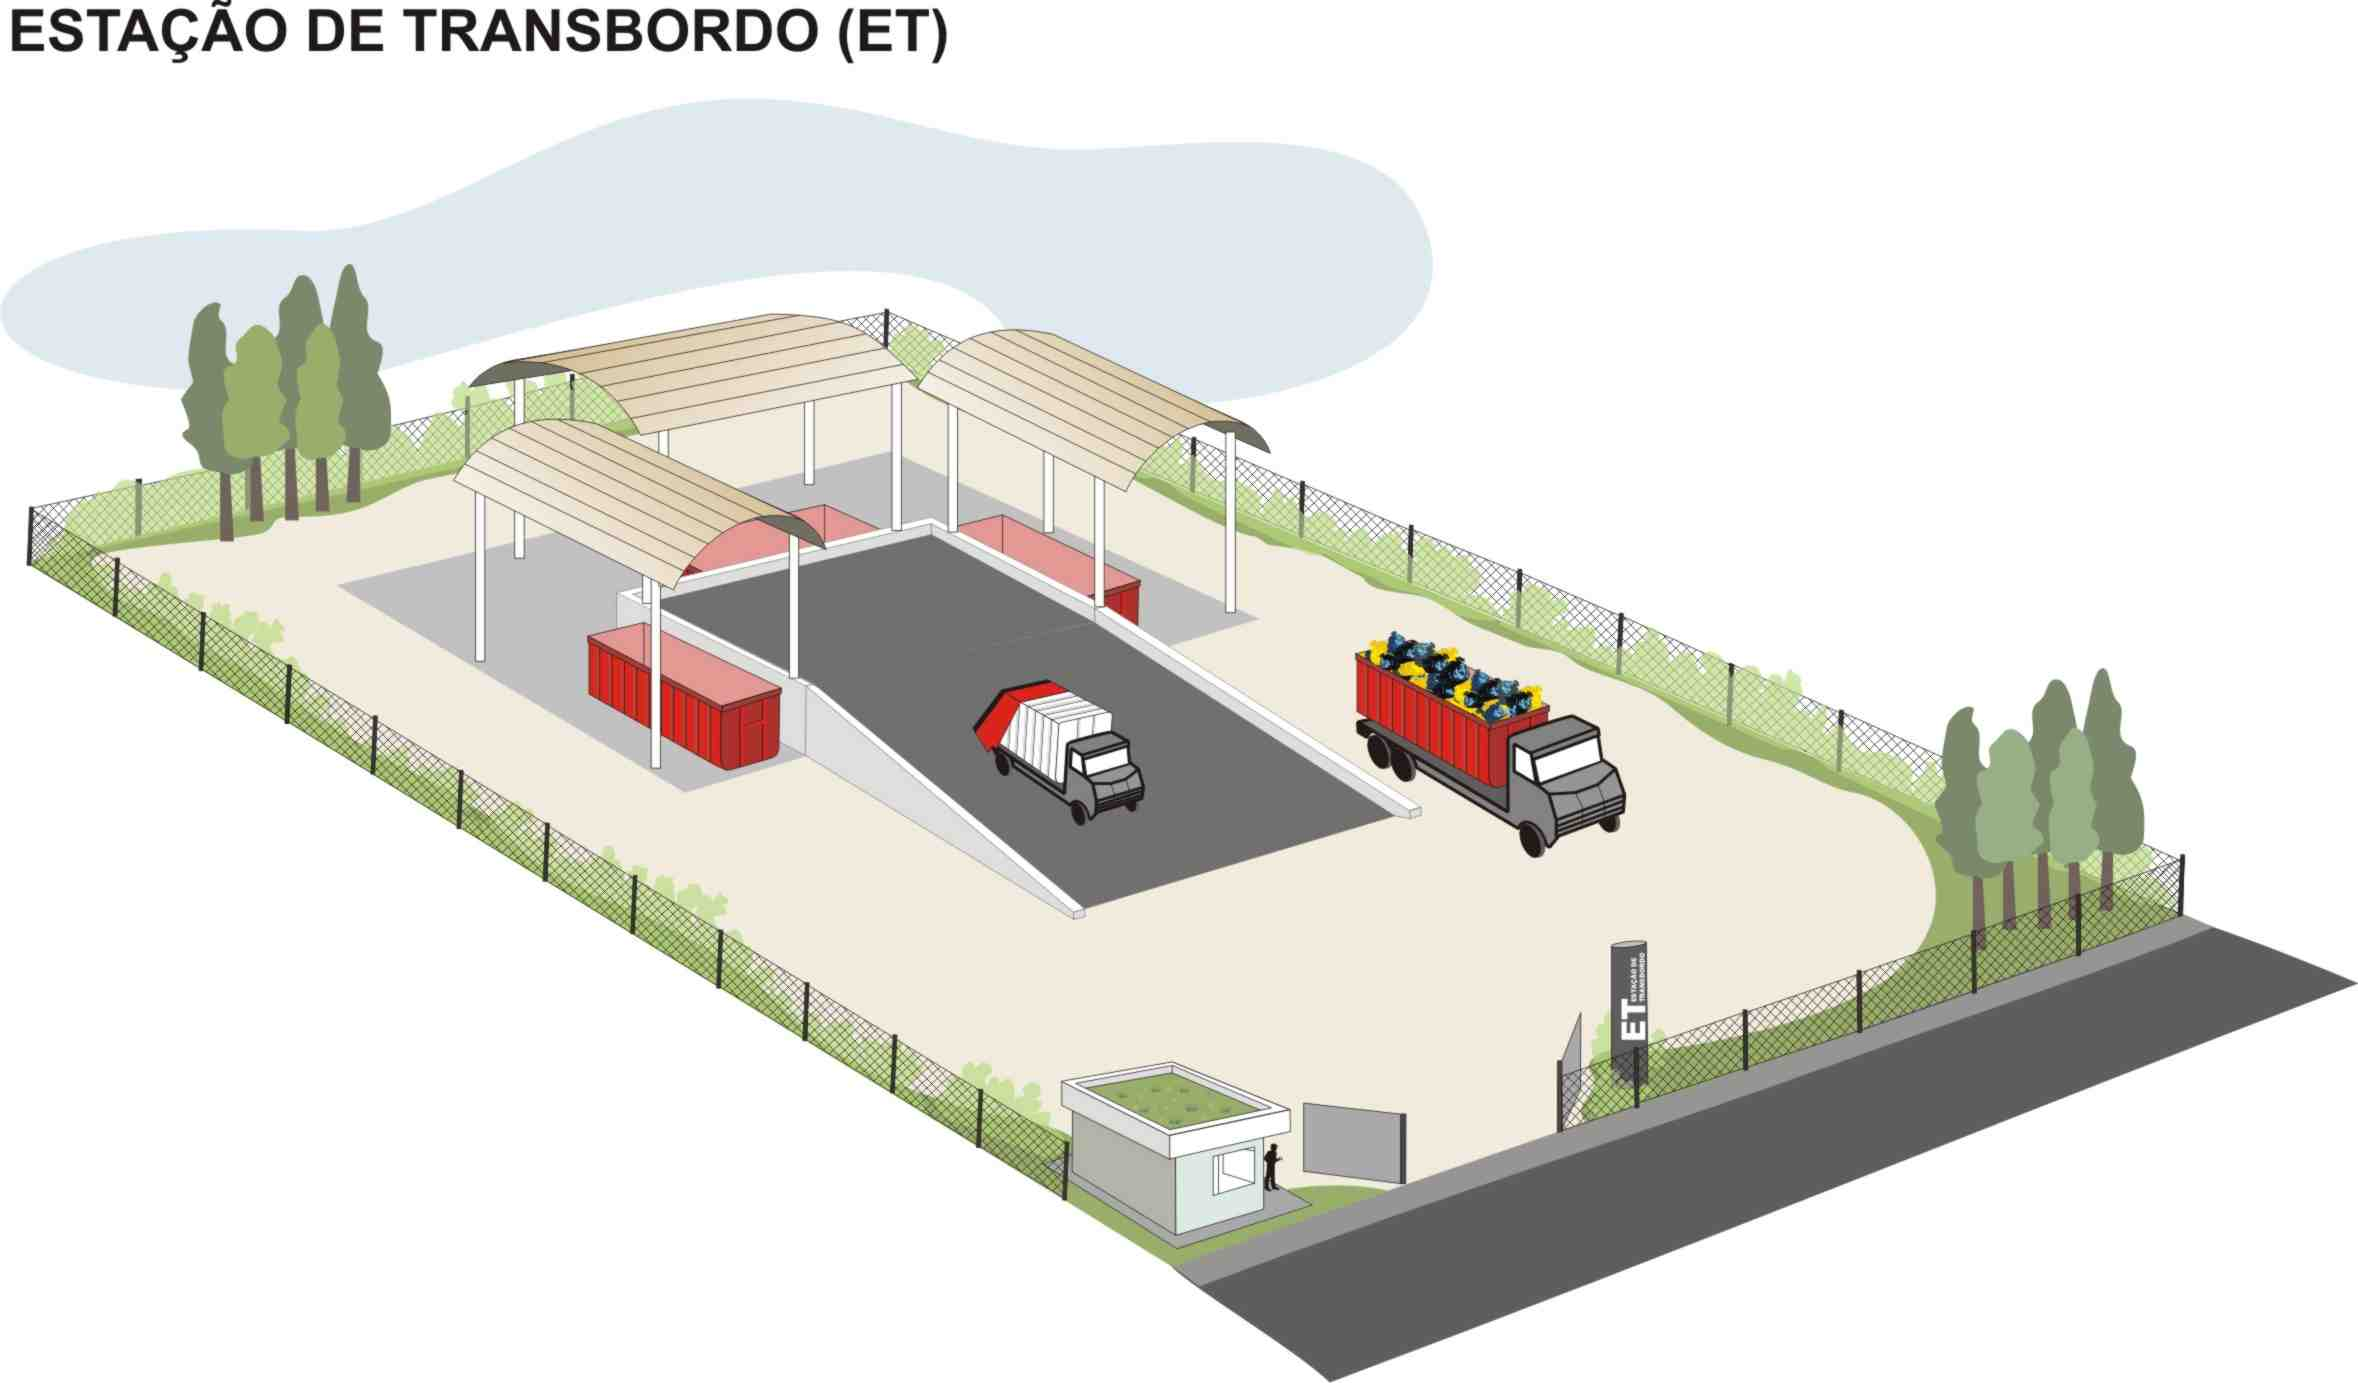 ESTAÇÃO DE TRANSBORDO (ET)
ET
ESTAÇÃO DE
TRANSBORDO